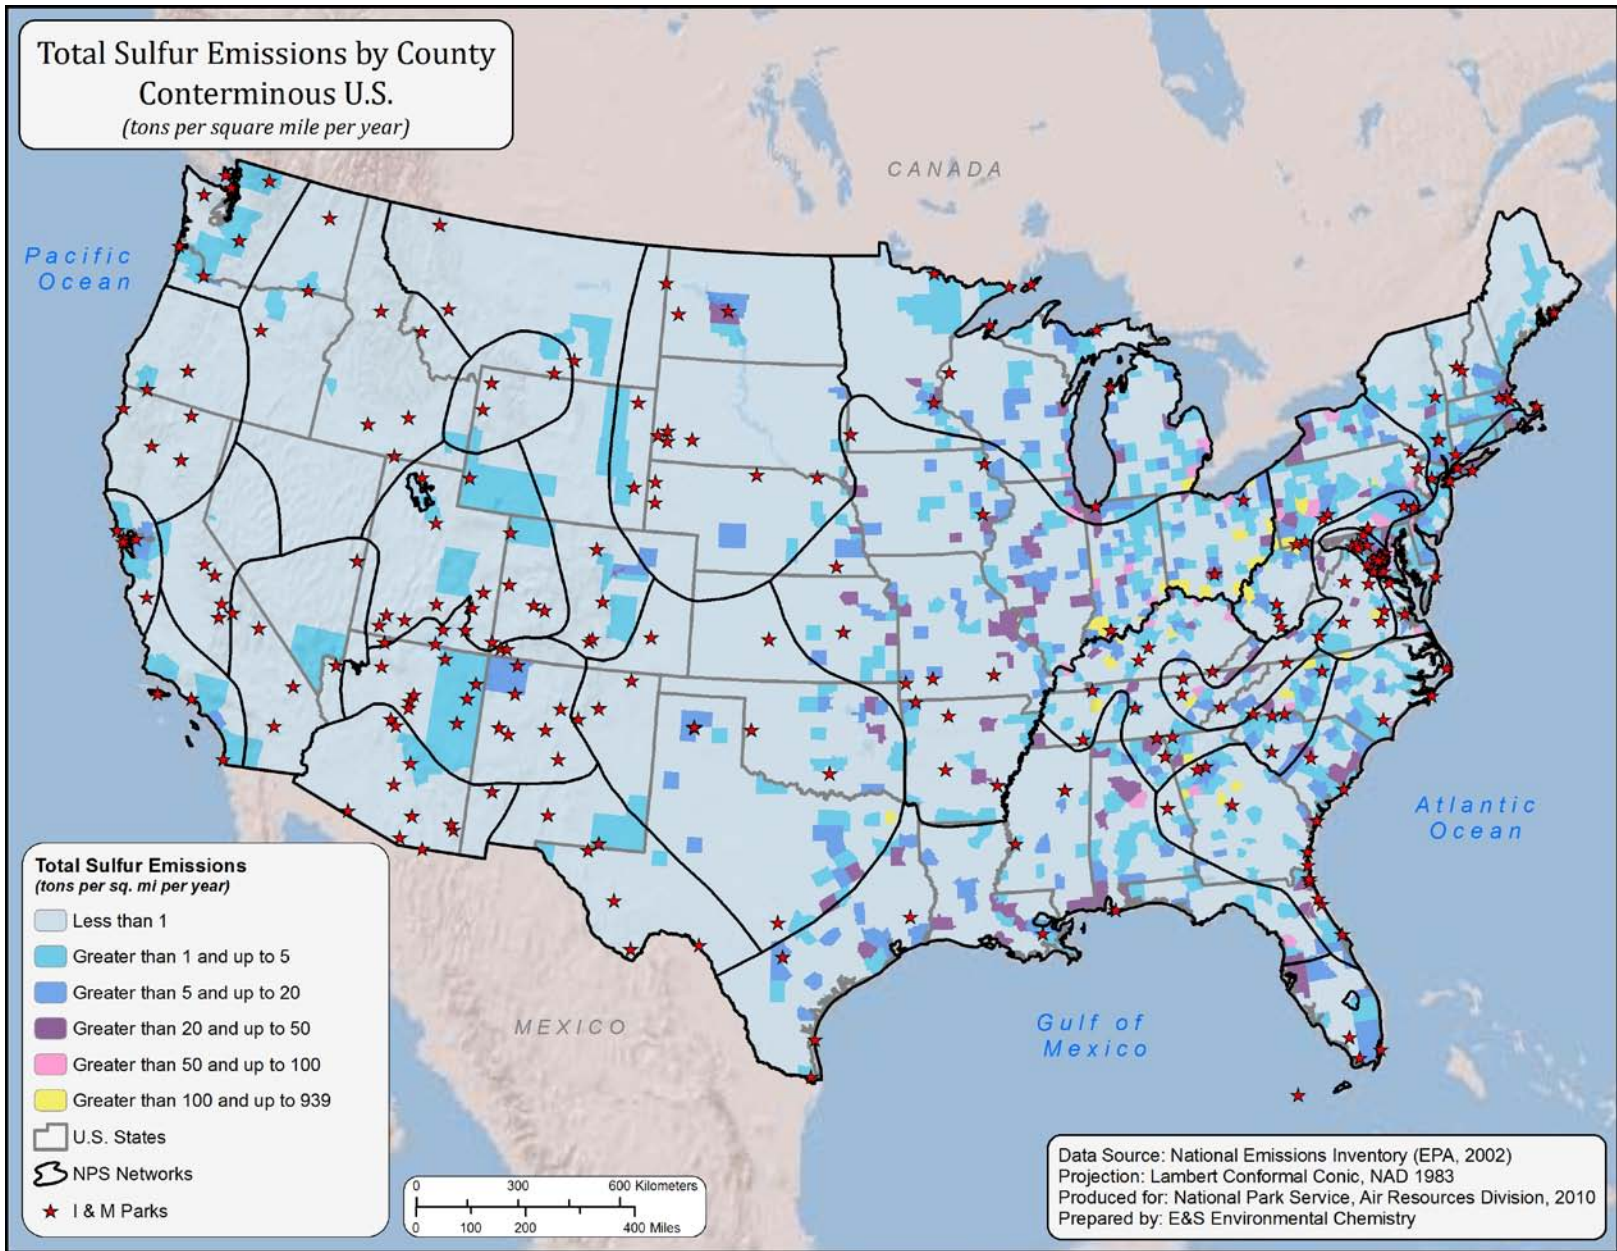 Total Sulfur Emissions by County
Conterminous U.S.
(tons per square mile per year)
CANADA
Pacific
Ocean
Atlantic
Ocean
MEXICO
Gulf of
Mexico
Total Sulfur Emissions
(tons per sq. mi per year)
Less than 1
Greater than 1 and up to 5
Greater than 5 and up to 20
Greater than 20 and up to 50
Greater than 50 and up to 100
Greater than 100 and up to 939
U.S. States
NPS Networks
I & M Parks
0 300 600 Kilometers
0 100 200 400 Miles
Data Source: National Emissions Inventory (EPA, 2002)
Projection: Lambert Conformal Conic, NAD 1983
Produced for: National Park Service, Air Resources Division, 2010
Prepared by: E&S Environmental Chemistry